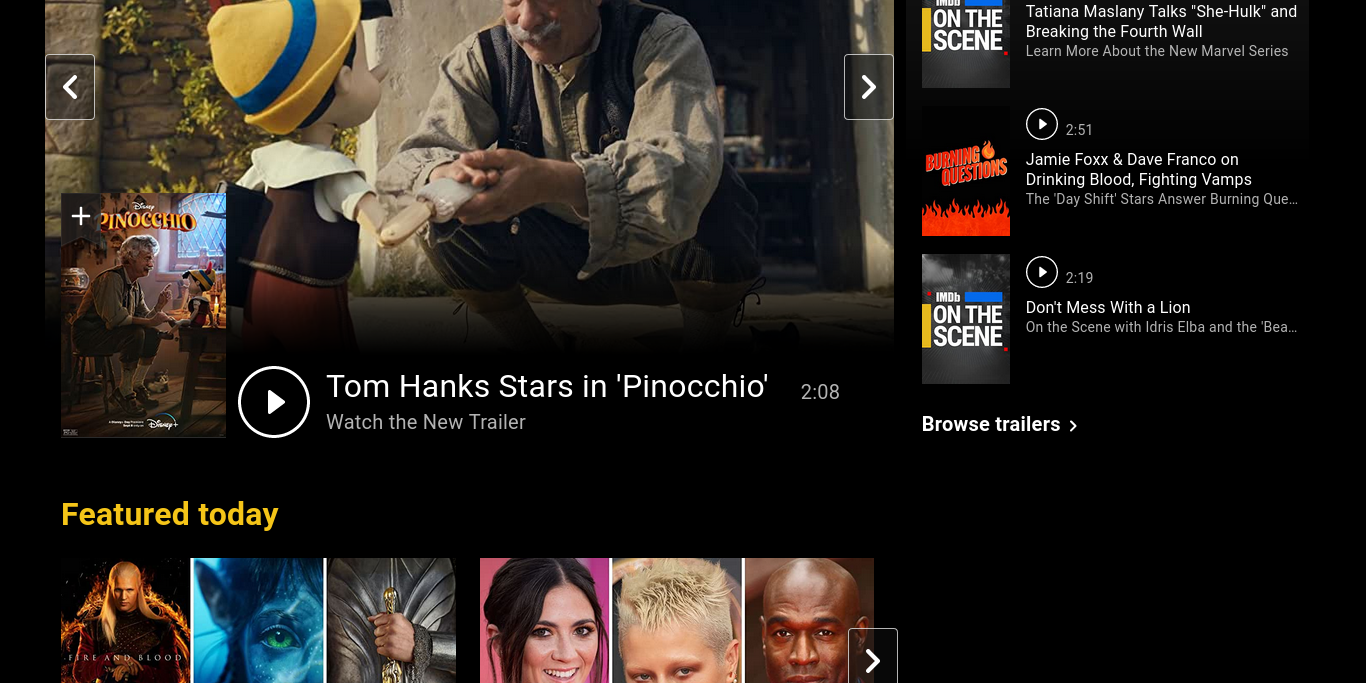 IMDb
ON THE
SCENE
Tatiana Maslany Talks "She-Hulk" and
Breaking the Fourth Wall
Learn More About the New Marvel Series
BURNING
QUESTIONS
2:51
Jamie Foxx & Dave Franco on
Drinking Blood, Fighting Vamps
The 'Day Shift' Stars Answer Burning Que…
IMDb
ON THE
SCENE
2:19
Don't Mess With a Lion
On the Scene with Idris Elba and the 'Bea…
Browse trailers
Disney
PINOCCHIO
Disney+
Tom Hanks Stars in 'Pinocchio'
2:08
Watch the New Trailer
Featured today
FIRE AND BLOOD